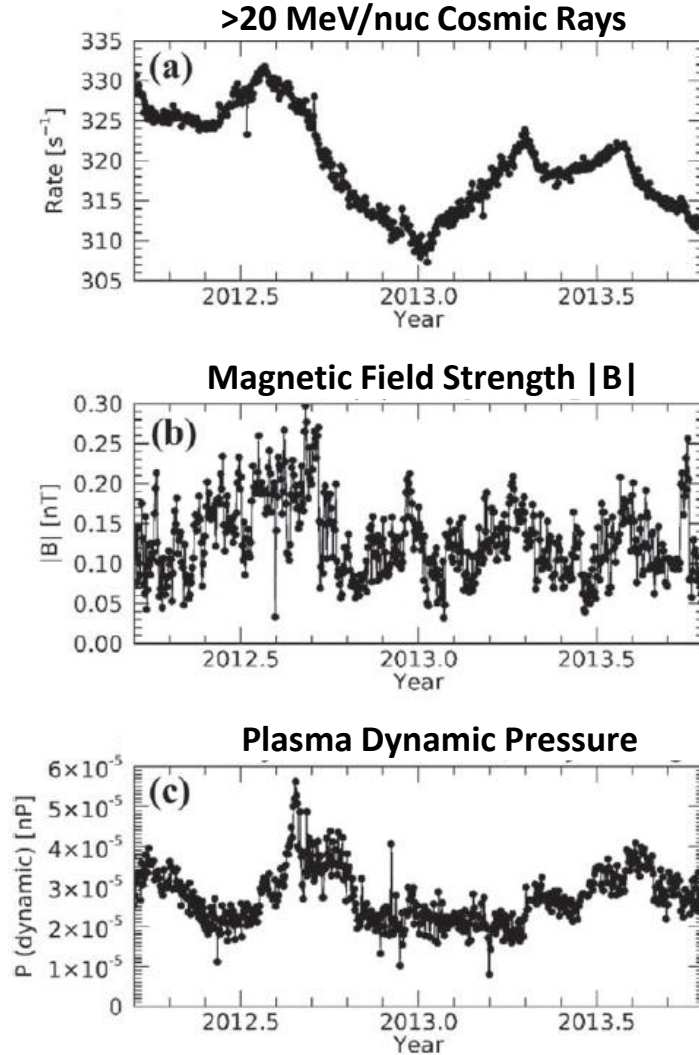 >20 MeV/nuc Cosmic Rays
(a)
Rate [s⁻¹]
335
330
325
320
315
310
305
2012.5 2013.0 2013.5
Year
Magnetic Field Strength |B|
(b)
|B| [nT]
0.30
0.25
0.20
0.15
0.10
0.05
0.00
2012.5 2013.0 2013.5
Year
Plasma Dynamic Pressure
(c)
P (dynamic) [nP]
6×10⁻⁵
5×10⁻⁵
4×10⁻⁵
3×10⁻⁵
2×10⁻⁵
1×10⁻⁵
0
2012.5 2013.0 2013.5
Year